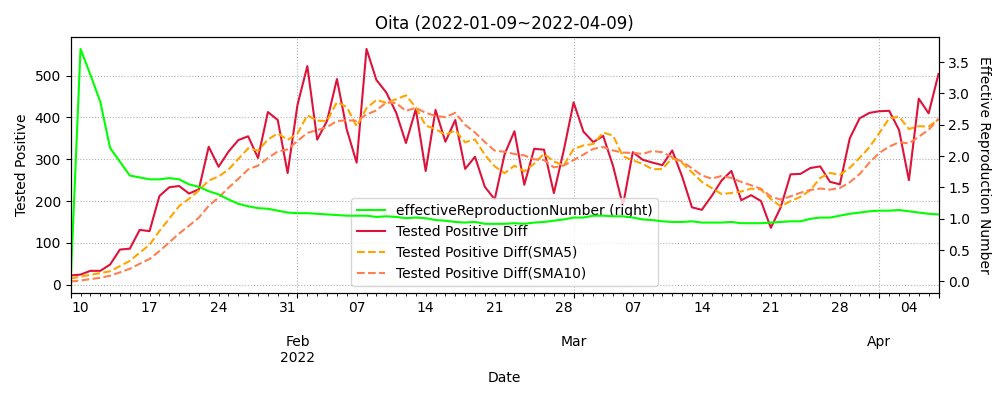 Oita (2022-01-09~2022-04-09)
Tested Positive
500
400
300
200
100
0
3.5
3.0
2.5
2.0
1.5
1.0
0.5
0.0
Effective Reproduction Number
effectiveReproductionNumber (right)
Tested Positive Diff
Tested Positive Diff(SMA5)
Tested Positive Diff(SMA10)
10 17 24 31 07 14 21 28 07 14 21 28 04
Feb Mar Apr
2022
Date